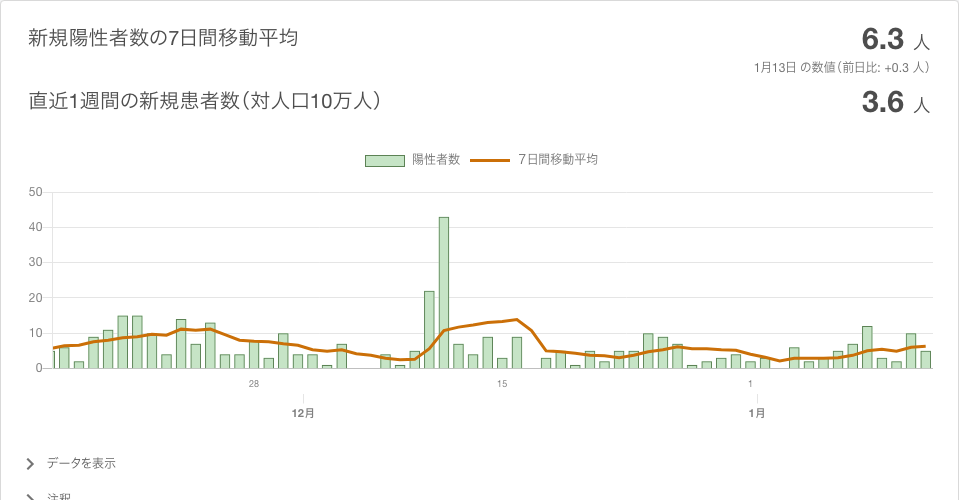 新規陽性者数の7日間移動平均
6.3 人
1月13日 の数値（前日比: +0.3 人）
直近1週間の新規患者数（対人口10万人）
3.6 人
陽性者数 7日間移動平均
50
40
30
20
10
0
28 15 1
12月 1月
データを表示
注釈